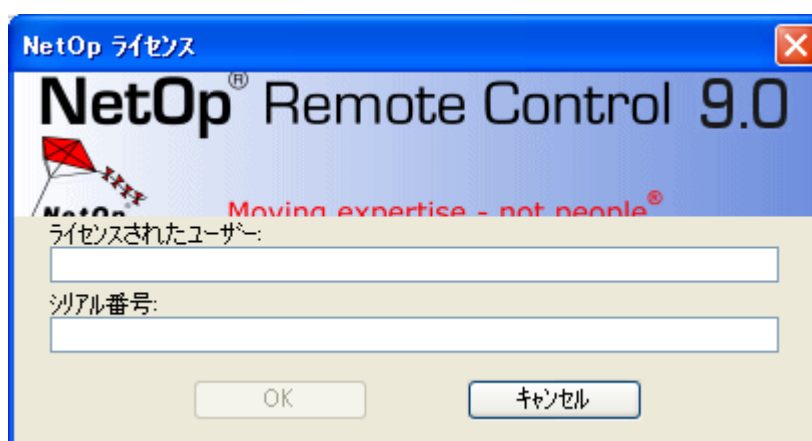 NetOp ライセンス
NetOp® Remote Control 9.0
NetOp®
Moving expertise - not people®
ライセンスされたユーザー:
シリアル番号:
OK
キャンセル